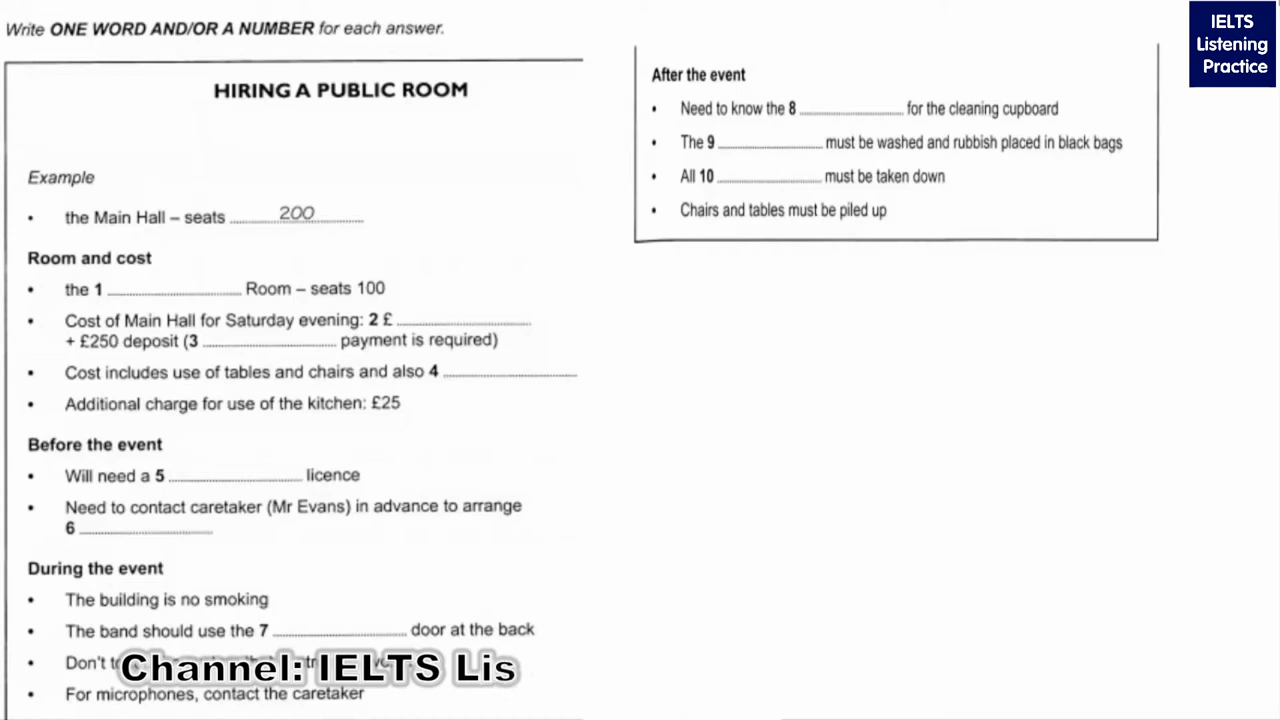 Write ONE WORD AND/OR A NUMBER for each answer.
HIRING A PUBLIC ROOM
Example
• the Main Hall – seats 200
Room and cost
• the 1 Room – seats 100
• Cost of Main Hall for Saturday evening: 2 £
+ £250 deposit (3 payment is required)
• Cost includes use of tables and chairs and also 4
• Additional charge for use of the kitchen: £25
Before the event
• Will need a 5 licence
• Need to contact caretaker (Mr Evans) in advance to arrange
6
During the event
• The building is no smoking
• The band should use the 7 door at the back
• Don't
Channel: IELTS Lis
• For microphones, contact the caretaker
IELTS
Listening
Practice
After the event
• Need to know the 8 for the cleaning cupboard
• The 9 must be washed and rubbish placed in black bags
• All 10 must be taken down
• Chairs and tables must be piled up